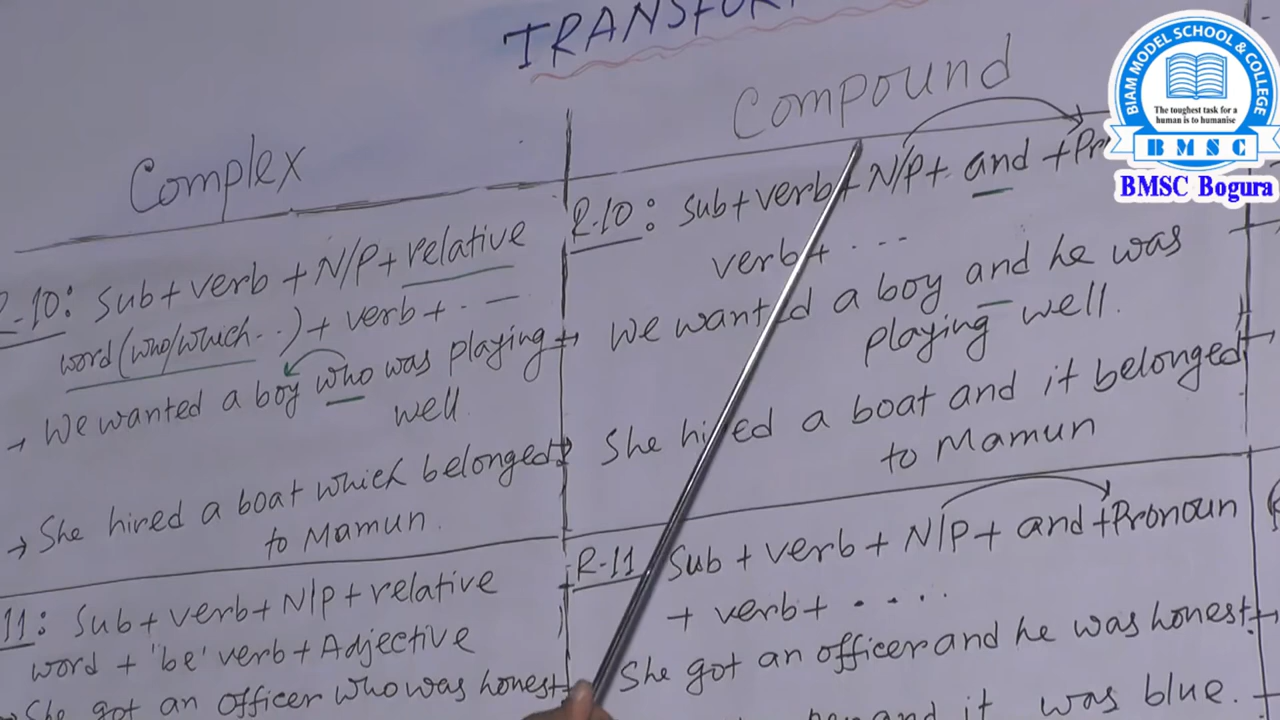 TRANSFOR
Complex
R-10: Sub + verb + N/P + relative
word (who/which...) + verb + ...
→ We wanted a boy who was playing
well.
→ She hired a boat which belonged
to Mamun.
11: Sub + verb + N/P + relative
word + 'be' verb + Adjective
→ She got an officer who was honest
Compound
R-10: Sub + verb + N/P + and + Pr
verb + ...
→ We wanted a boy and he was
playing well.
→ She hired a boat and it belonged
to Mamun
R-11 Sub + verb + N/P + and + Pronoun
+ verb + ....
She got an officer and he was honest.
and it was blue.
BIAM MODEL SCHOOL & COLLEGE
The toughest task for a
human is to humanise
BMSC
BMSC Bogura